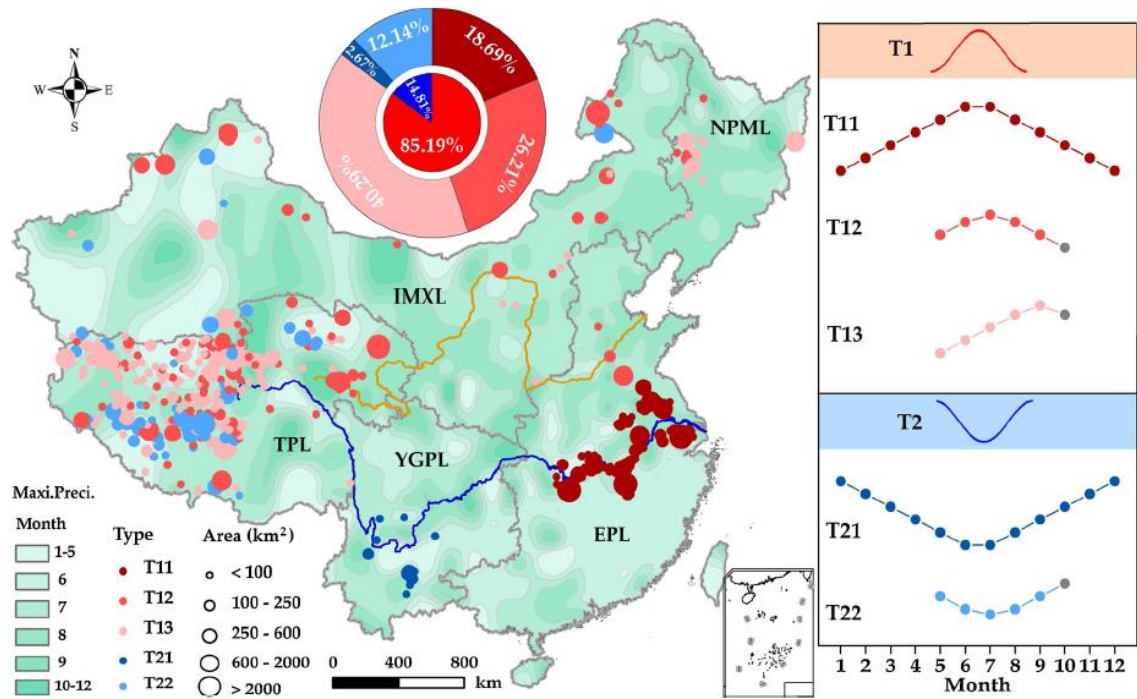 N
W E
S
12.14%
18.69%
2.67%
14.81%
85.19%
26.21%
40.29%
NPML
IMXL
TPL
YGPL
EPL
Maxi.Preci.
Month
1-5
6
7
8
9
10-12
Type
T11
T12
T13
T21
T22
Area (km²)
< 100
100 - 250
250 - 600
600 - 2000
> 2000
0 400 800
km
T1
T11
T12
T13
T2
T21
T22
1 2 3 4 5 6 7 8 9 10 11 12
Month